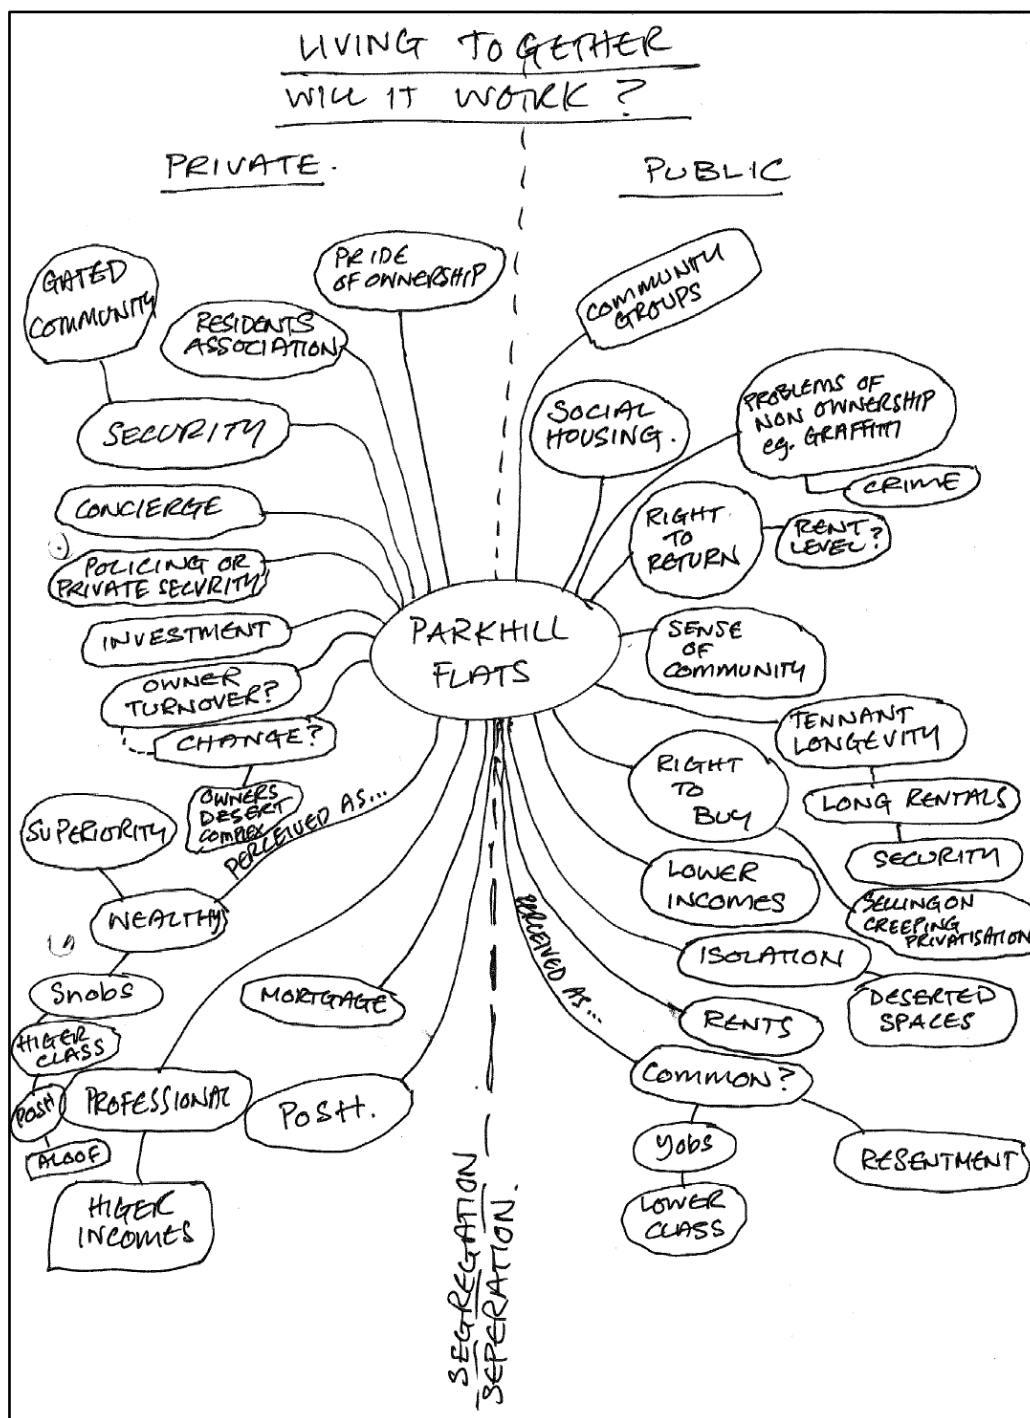 LIVING TOGETHER
WILL IT WORK?
PRIVATE.
PUBLIC
GATED
COMMUNITY
RESIDENTS
ASSOCIATION
PRIDE
OF OWNERSHIP
SECURITY
CONCIERGE
POLICING OR
PRIVATE SECURITY
INVESTMENT
OWNER
TURNOVER?
CHANGE?
OWNERS
DESERT
COMPLEX
PERCEIVED AS...
SUPERIORITY
WEALTHY
SNOBS
HIGER
CLASS
POSH
ALOOF
PROFESSIONAL
HIGER
INCOMES
MORTGAGE
POSH.
PARKHILL
FLATS
COMMUNITY
GROUPS
SOCIAL
HOUSING.
PROBLEMS OF
NON OWNERSHIP
eg. GRAFFITI
CRIME
RIGHT
TO
RETURN
RENT
LEVEL?
SENSE
OF
COMMUNITY
TENNANT
LONGEVITY
LONG RENTALS
SECURITY
RIGHT
TO
BUY
SELLING ON
CREEPING
PRIVATISATION
LOWER
INCOMES
ISOLATION
DESERTED
SPACES
RENTS
PERCEIVED AS...
COMMON?
YOBS
LOWER
CLASS
RESENTMENT
SEGREGATION
SEPERATION.